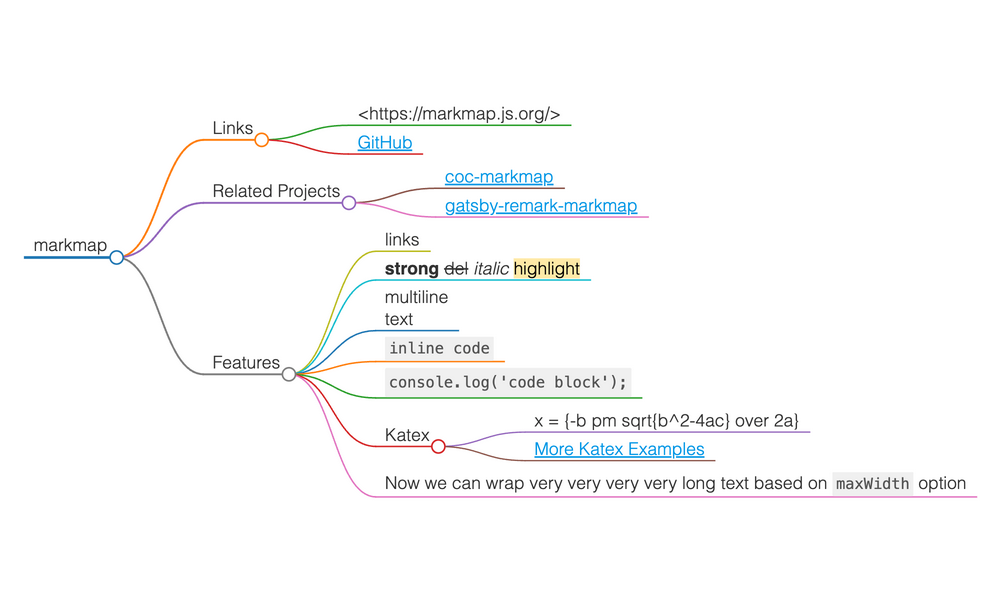 markmap
Links
<https://markmap.js.org/>
GitHub
Related Projects
coc-markmap
gatsby-remark-markmap
Features
links
strong del italic highlight
multiline
text
inline code
console.log('code block');
Katex
x = {-b pm sqrt{b^2-4ac} over 2a}
More Katex Examples
Now we can wrap very very very very long text based on maxWidth option